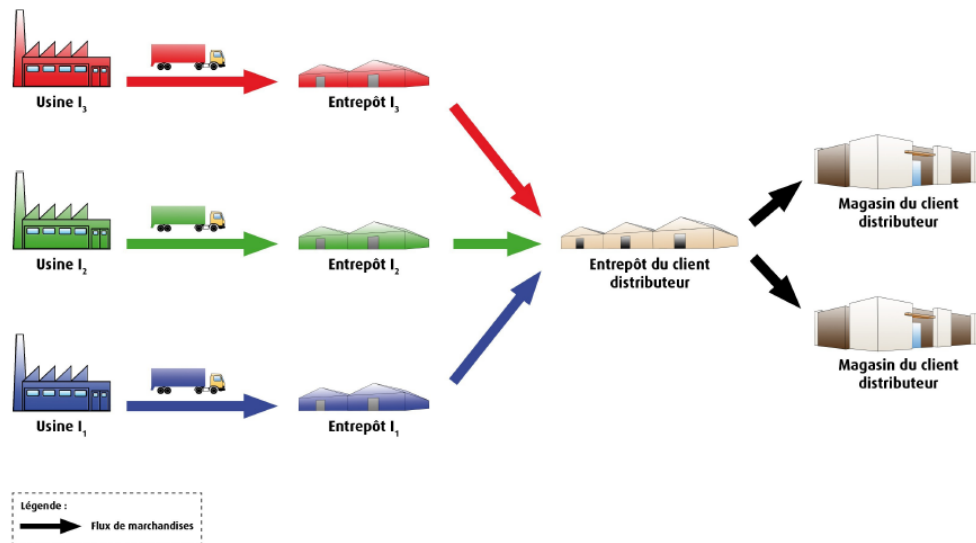 Usine I3
Entrepôt I3
Magasin du client
distributeur
Usine I2
Entrepôt I2
Entrepôt du client
distributeur
Magasin du client
distributeur
Usine I1
Entrepôt I1
Légende :
Flux de marchandises